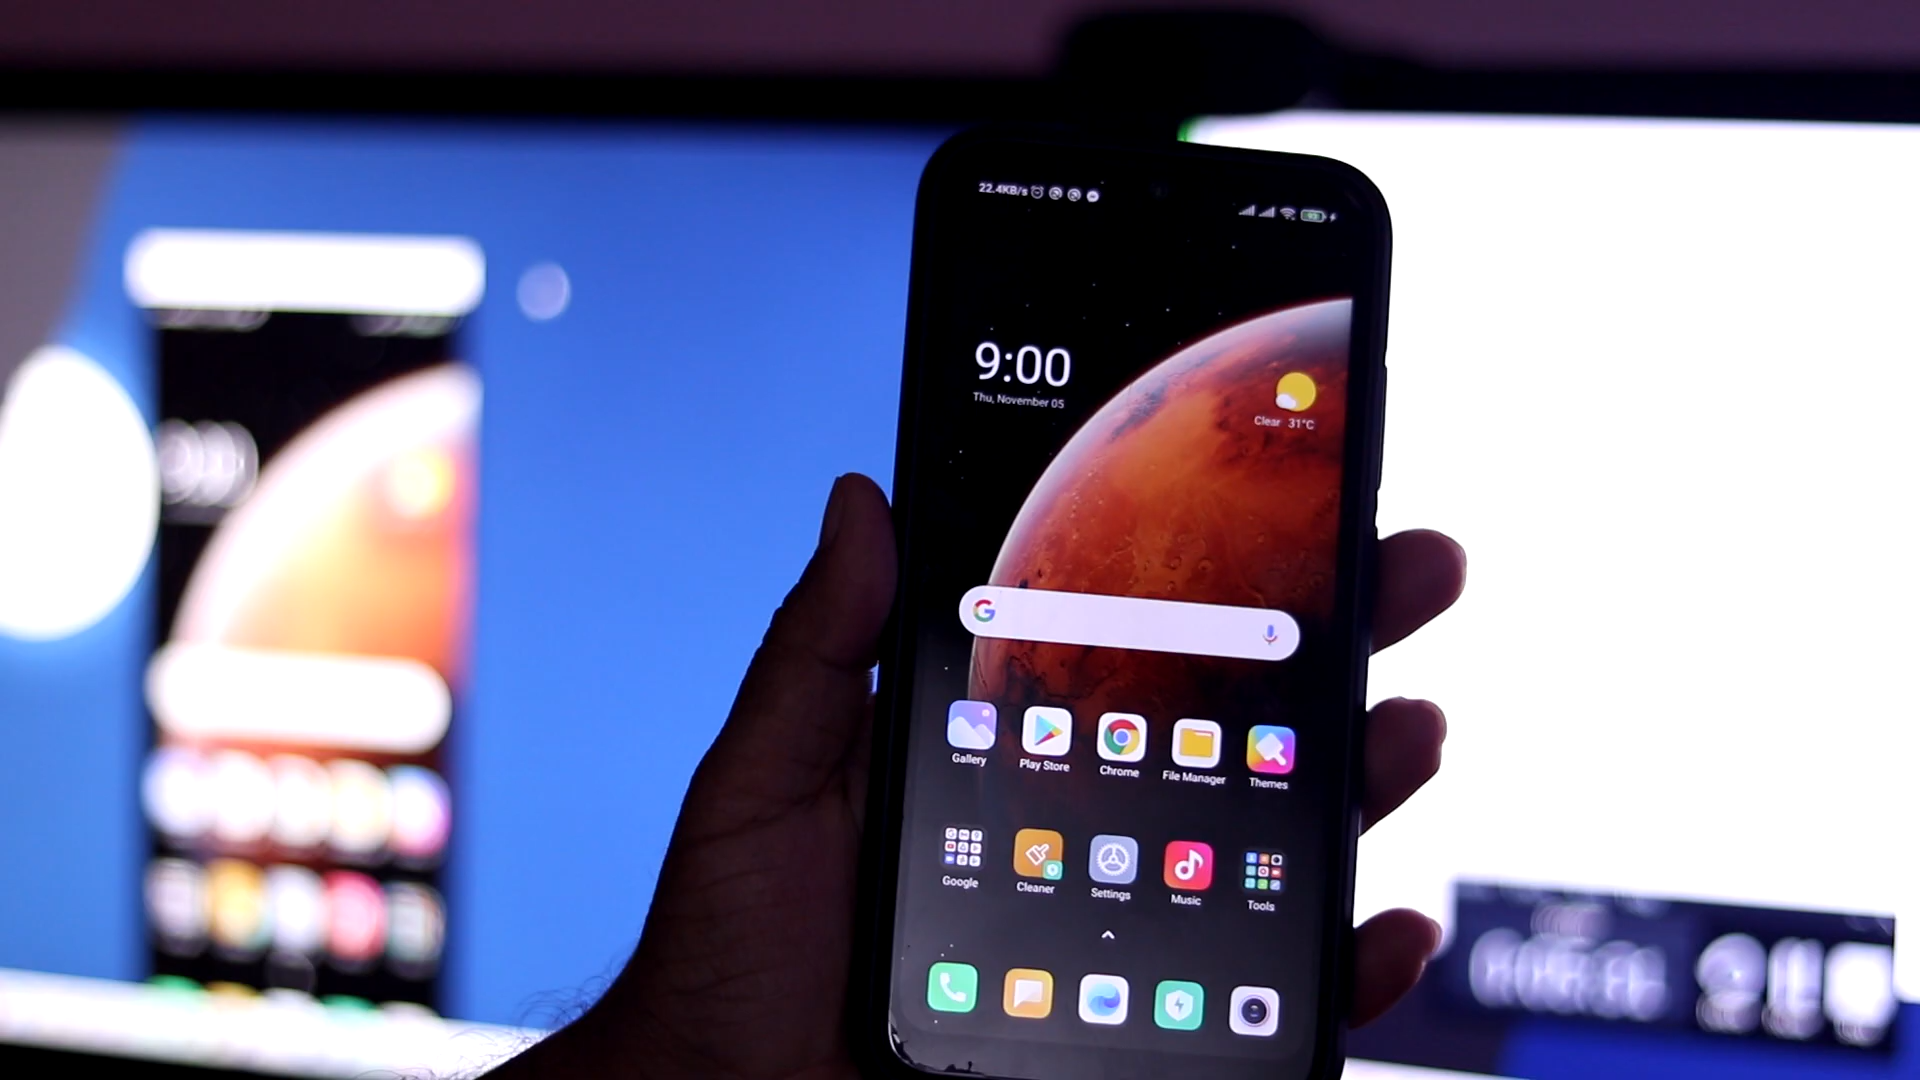 22.4KB/s
9:00
Thu, November 05
Clear 31°C
Gallery Play Store Chrome File Manager Themes
Google Cleaner Settings Music Tools